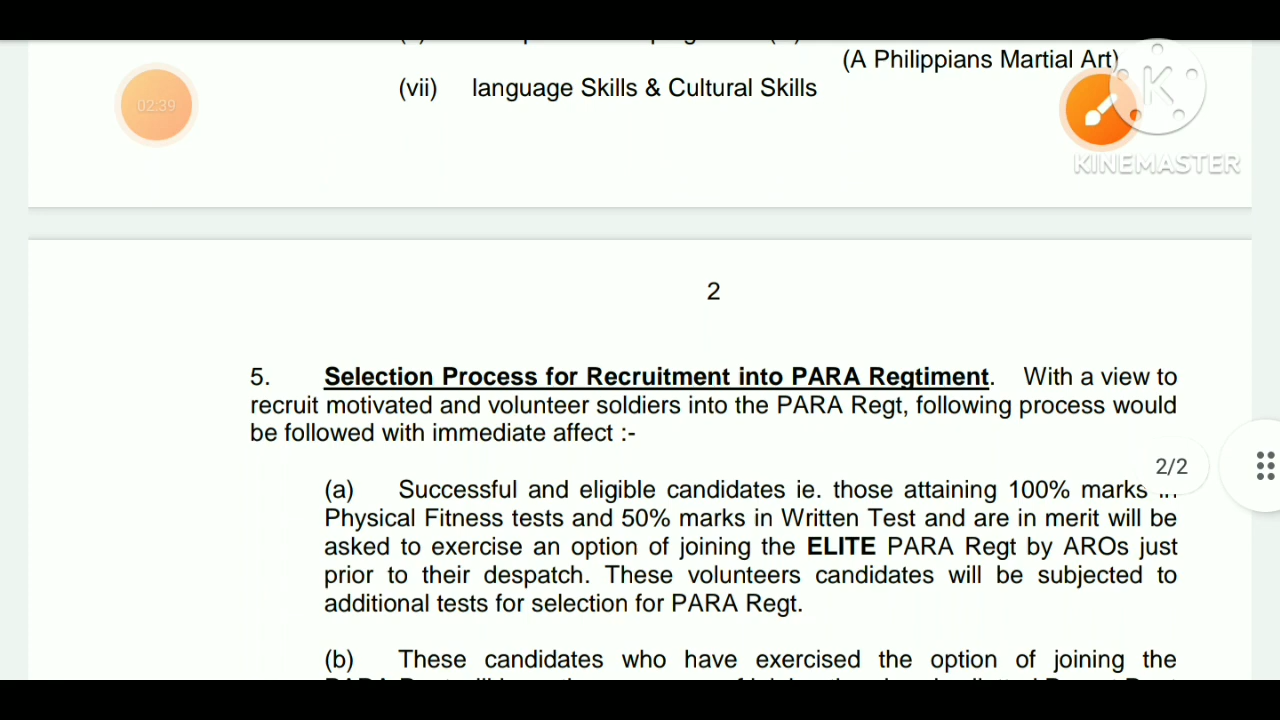 (A Philippians Martial Art)
(vii) language Skills & Cultural Skills
02:39
K
KINEMASTER
2
5. Selection Process for Recruitment into PARA Regtiment. With a view to
recruit motivated and volunteer soldiers into the PARA Regt, following process would
be followed with immediate affect :-
2/2
(a) Successful and eligible candidates ie. those attaining 100% marks in
Physical Fitness tests and 50% marks in Written Test and are in merit will be
asked to exercise an option of joining the ELITE PARA Regt by AROs just
prior to their despatch. These volunteers candidates will be subjected to
additional tests for selection for PARA Regt.
(b) These candidates who have exercised the option of joining the